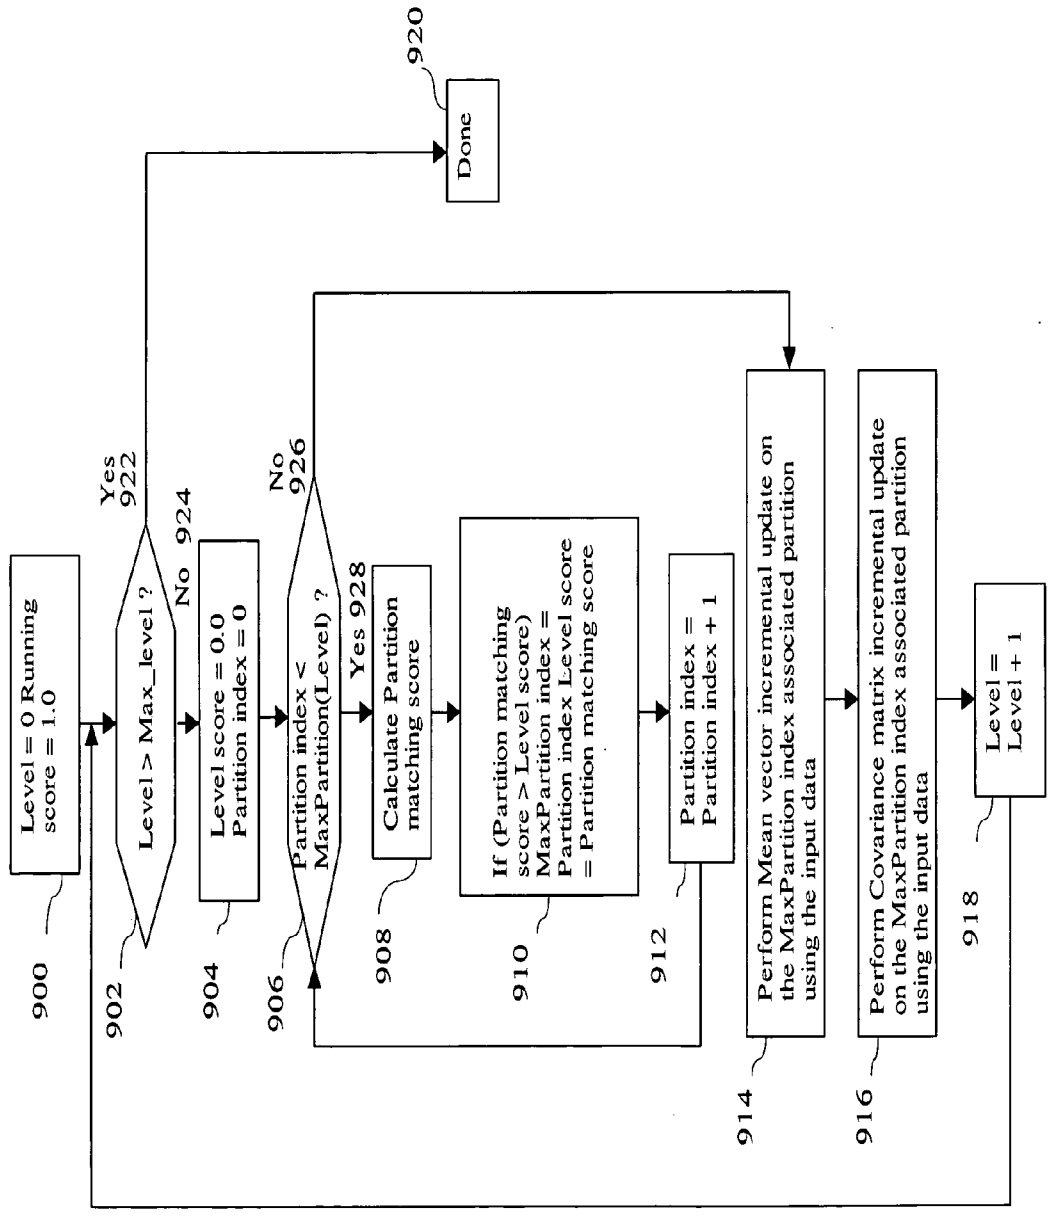 900
Level = 0 Running
score = 1.0
902
Level > Max_level ?
Yes
922
920
Done
No 924
904
Level score = 0.0
Partition index = 0
906
Partition index <
MaxPartition(Level) ?
No
926
Yes 928
908
Calculate Partition
matching score
910
If (Partition matching
score > Level score)
MaxPartition index =
Partition index Level score
= Partition matching score
912
Partition index =
Partition index + 1
914
Perform Mean vector incremental update on
the MaxPartition index associated partition
using the input data
916
Perform Covariance matrix incremental update
on the MaxPartition index associated partition
using the input data
918
Level =
Level + 1